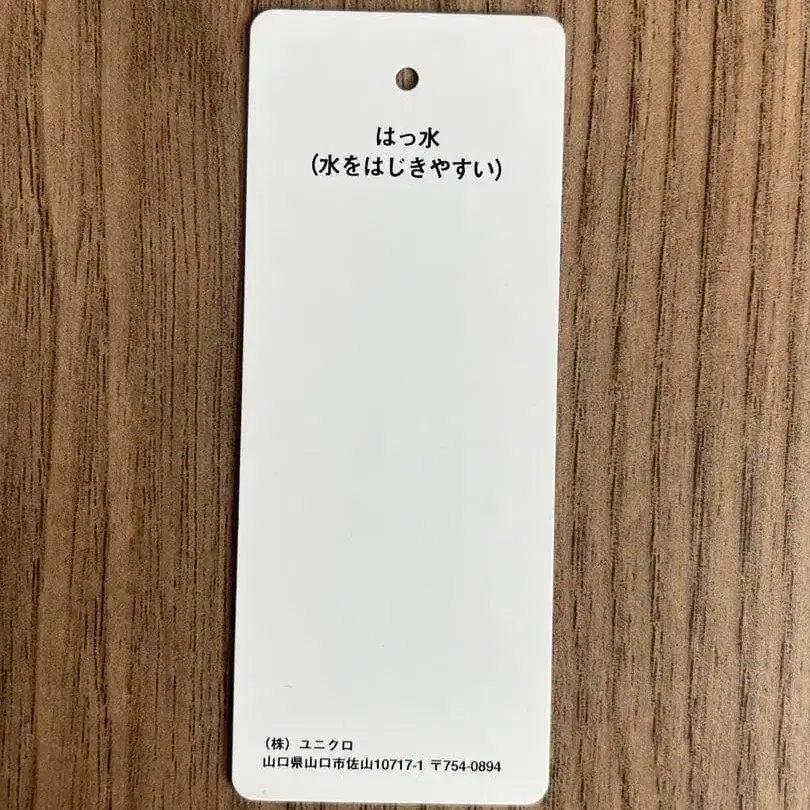 はっ水
(水をはじきやすい)
（株）ユニクロ
山口県山口市佐山10717-1 〒754-0894